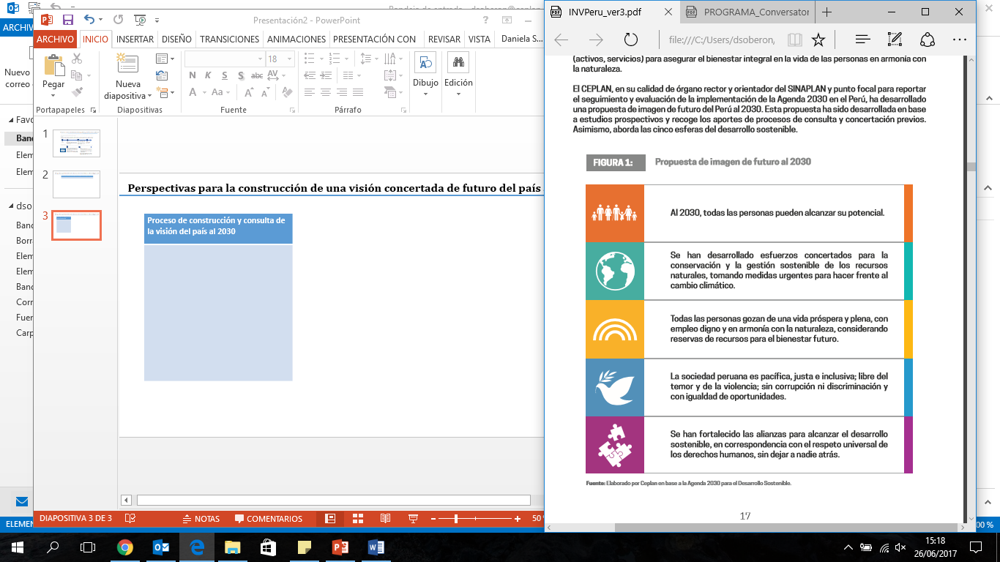 Bandeja de entrada - dsoberon@ceplan
ARCHIV
Nuevo
correo
Favo
Banc
Elem
Elem
dso
Banc
Borra
Elem
Elem
Banc
Corr
Fuen
Carp
ELEMEN
Presentación2 - PowerPoint
ARCHIVO INICIO INSERTAR DISEÑO TRANSICIONES ANIMACIONES PRESENTACIÓN CON REVISAR VISTA Daniela S...
18
N K S S abc AV
A Aa A A
Pegar
Nueva
diapositiva
Dibujo
Edición
Portapapeles Diapositivas Fuente Párrafo
1
2
3
Perspectivas para la construcción de una visión concertada de futuro del país
Proceso de construcción y consulta de
la visión del país al 2030
DIAPOSITIVA 3 DE 3 NOTAS COMENTARIOS 50
INVPeru_ver3.pdf
PROGRAMA_Conversator
file:///C:/Users/dsoberon,
(activos, servicios) para asegurar el bienestar integral en la vida de las personas en armonía con
la naturaleza.
El CEPLAN, en su calidad de órgano rector y orientador del SINAPLAN y punto focal para reportar
el seguimiento y evaluación de la implementación de la Agenda 2030 en el Perú, ha desarrollado
una propuesta de imagen de futuro del Perú al 2030. Esta propuesta ha sido desarrollada en base
a estudios prospectivos y recoge los aportes de procesos de consulta y concertación previos.
Asimismo, aborda las cinco esferas del desarrollo sostenible.
FIGURA 1: Propuesta de imagen de futuro al 2030
Al 2030, todas las personas pueden alcanzar su potencial.
Se han desarrollado esfuerzos concertados para la
conservación y la gestión sostenible de los recursos
naturales, tomando medidas urgentes para hacer frente al
cambio climático.
Todas las personas gozan de una vida próspera y plena, con
empleo digno y en armonía con la naturaleza, considerando
reservas de recursos para el bienestar futuro.
La sociedad peruana es pacífica, justa e inclusiva; libre del
temor y de la violencia; sin corrupción ni discriminación y
con igualdad de oportunidades.
Se han fortalecido las alianzas para alcanzar el desarrollo
sostenible, en correspondencia con el respeto universal de
los derechos humanos, sin dejar a nadie atrás.
Fuente: Elaborado por Ceplan en base a la Agenda 2030 para el Desarrollo Sostenible.
17
00 %
15:18
26/06/2017